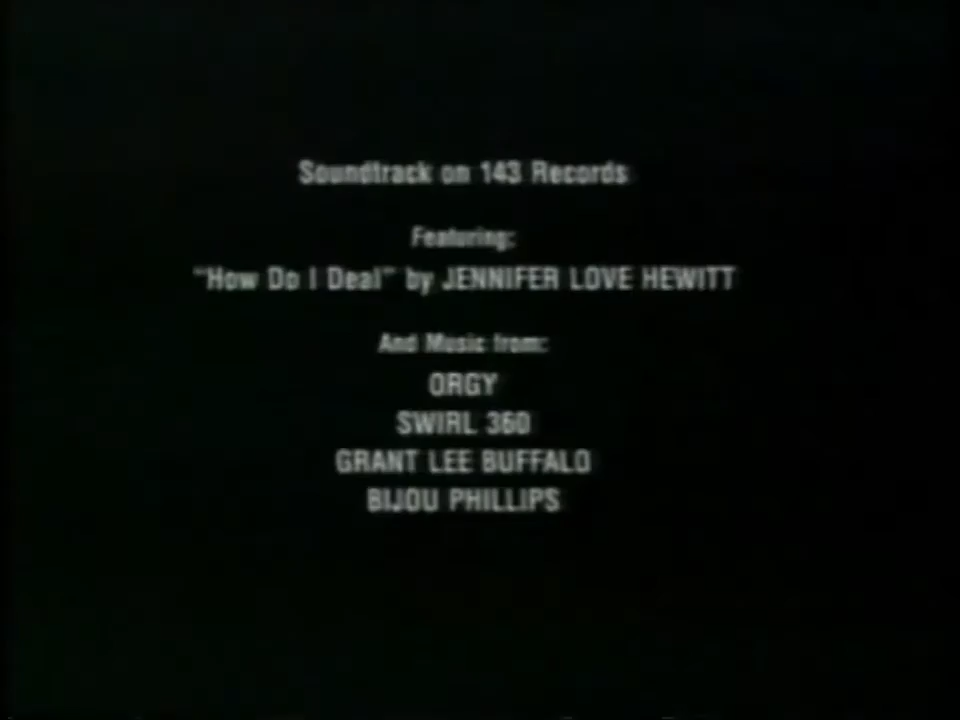 Soundtrack on 143 Records
Featuring:
"How Do I Deal" by JENNIFER LOVE HEWITT
And Music from:
ORGY
SWIRL 360
GRANT LEE BUFFALO
BIJOU PHILLIPS